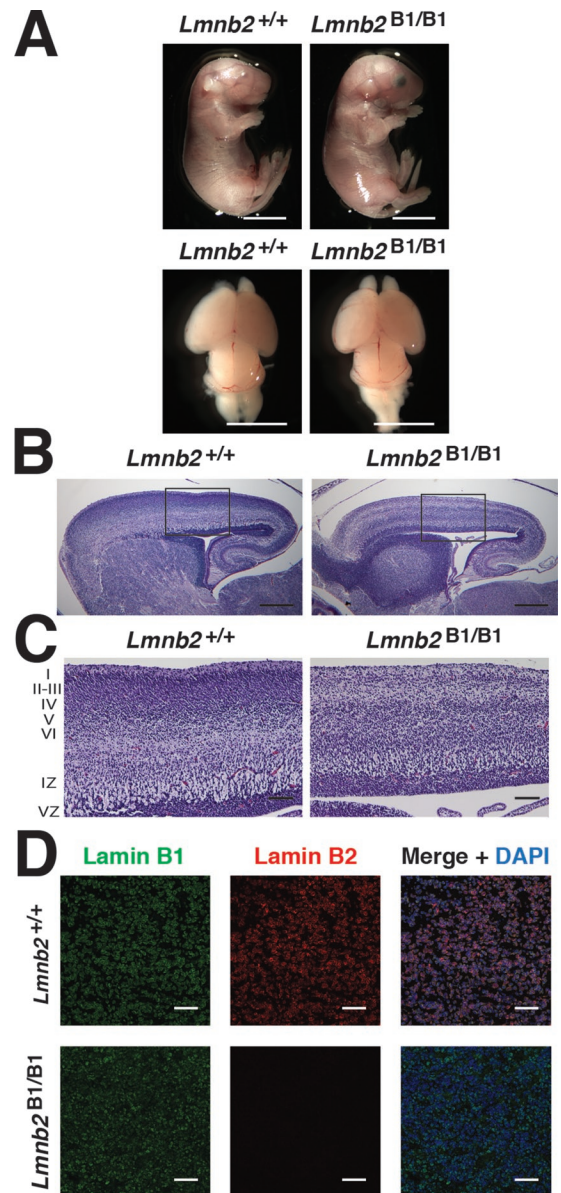 A
Lmnb2+/+ Lmnb2B1/B1
Lmnb2+/+ Lmnb2B1/B1
B
Lmnb2+/+ Lmnb2B1/B1
C
Lmnb2+/+ Lmnb2B1/B1
I
II-III
IV
V
VI
IZ
VZ
D
Lamin B1 Lamin B2 Merge + DAPI
Lmnb2+/+
Lmnb2B1/B1